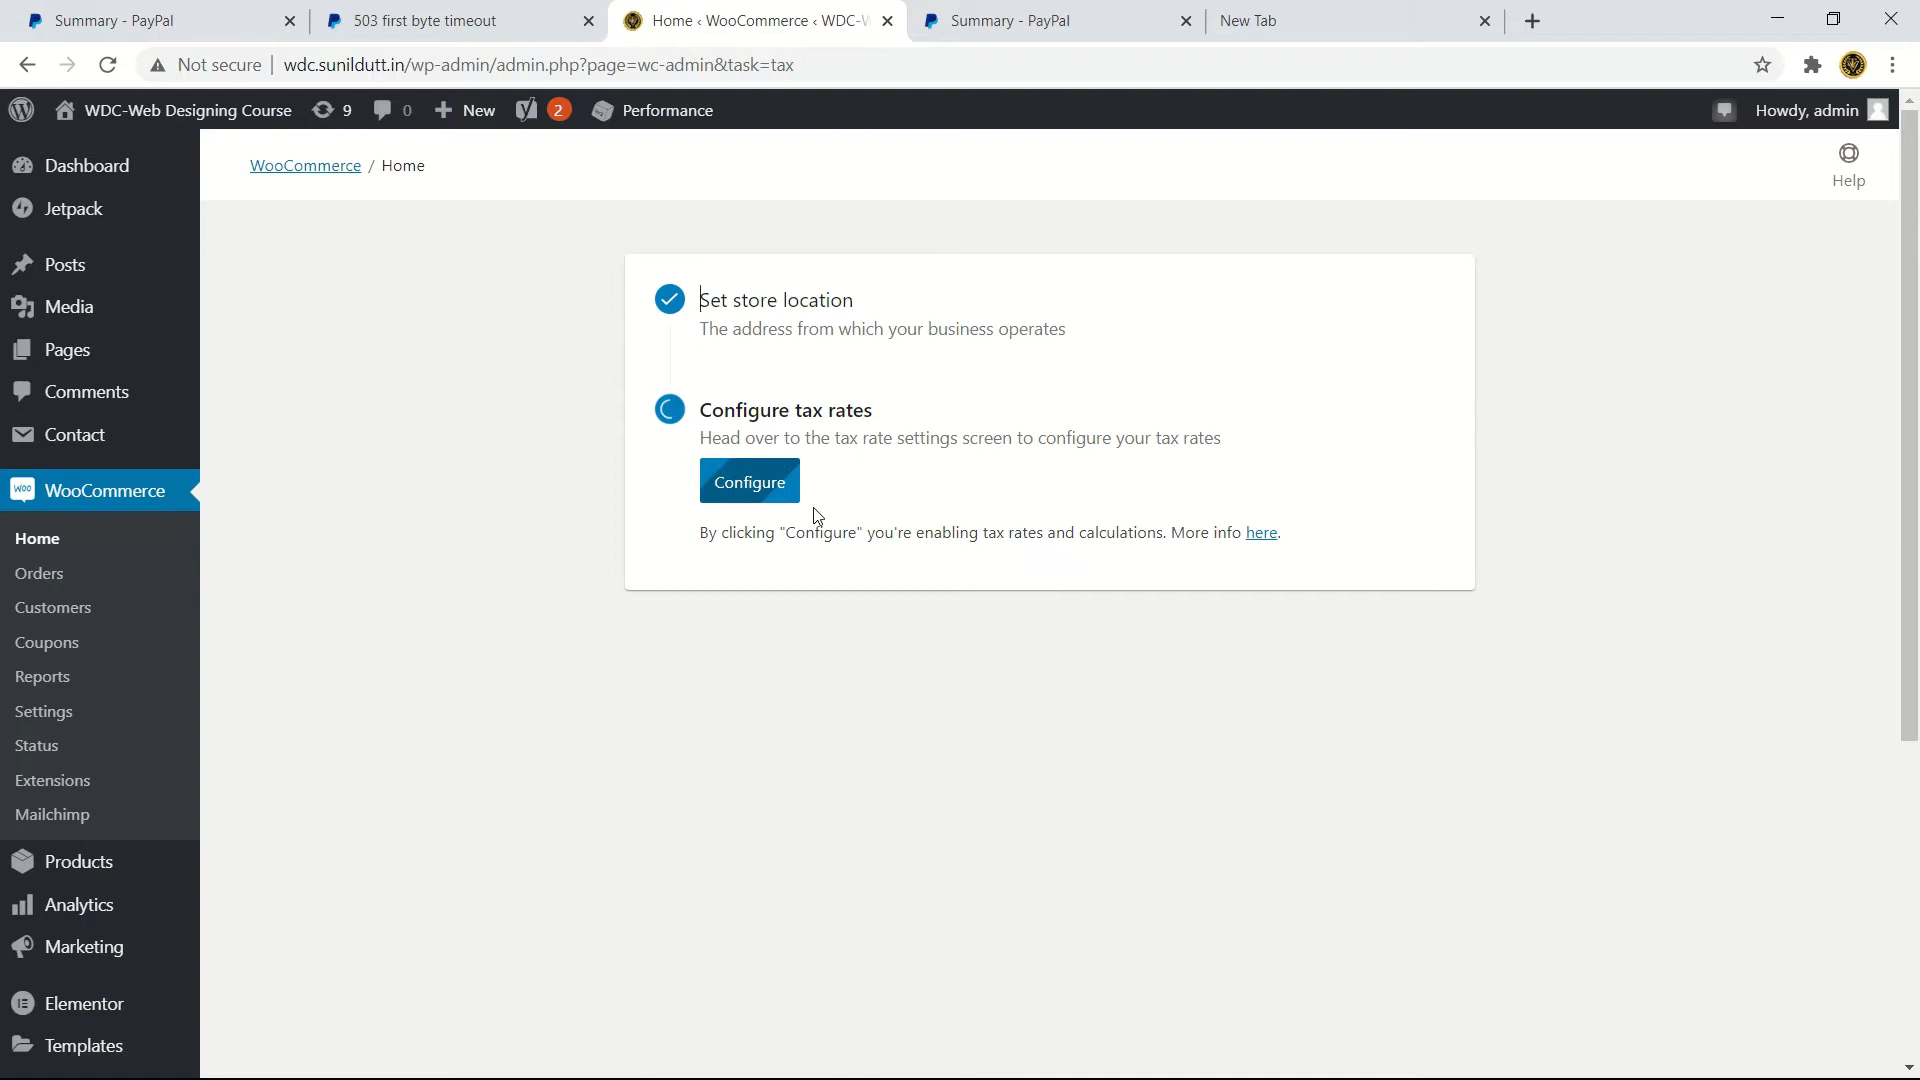 Summary - PayPal
503 first byte timeout
Home ‹ WooCommerce ‹ WDC-W
Summary - PayPal
New Tab
Not secure
wdc.sunildutt.in/wp-admin/admin.php?page=wc-admin&task=tax
WDC-Web Designing Course
9
0
New
2
Performance
Howdy, admin
Dashboard
Jetpack
Posts
Media
Pages
Comments
Contact
Woo
WooCommerce
Home
Orders
Customers
Coupons
Reports
Settings
Status
Extensions
Mailchimp
Products
Analytics
Marketing
Elementor
Templates
WooCommerce / Home
Help
Set store location
The address from which your business operates
Configure tax rates
Head over to the tax rate settings screen to configure your tax rates
Configure
By clicking "Configure" you're enabling tax rates and calculations. More info here.